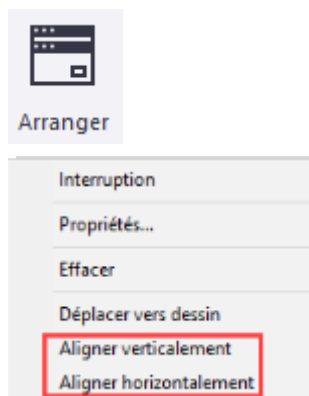 Arranger
Interruption
Propriétés...
Effacer
Déplacer vers dessin
Aligner verticalement
Aligner horizontalement